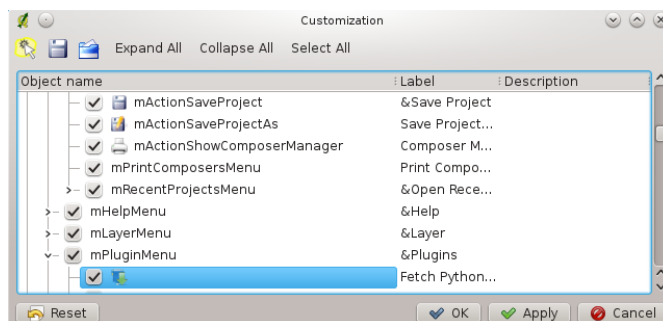 Customization
Expand All Collapse All Select All
Object name Label Description
mActionSaveProject &Save Project
mActionSaveProjectAs Save Project...
mActionShowComposerManager Composer M...
mPrintComposersMenu Print Compo...
mRecentProjectsMenu &Open Rece...
mHelpMenu &Help
mLayerMenu &Layer
mPluginMenu &Plugins
Fetch Python...
Reset OK Apply Cancel